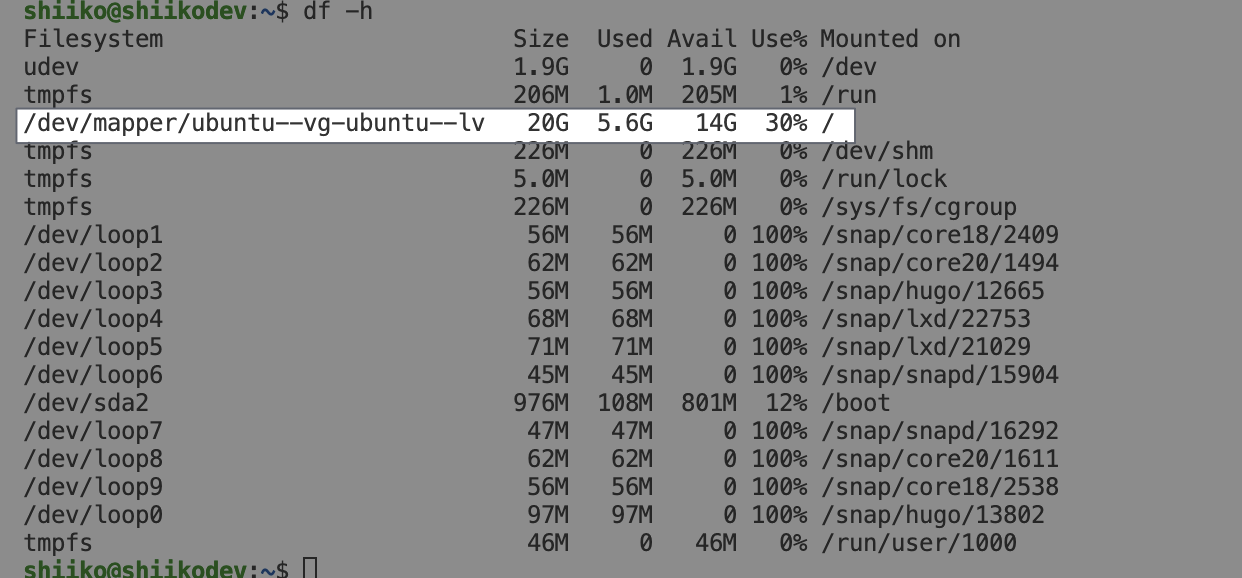 shiiko@shiikodev:~$ df -h
Filesystem                         Size  Used Avail Use% Mounted on
udev                               1.9G     0  1.9G   0% /dev
tmpfs                              206M  1.0M  205M   1% /run
/dev/mapper/ubuntu--vg-ubuntu--lv   20G  5.6G   14G  30% /
tmpfs                              226M     0  226M   0% /dev/shm
tmpfs                              5.0M     0  5.0M   0% /run/lock
tmpfs                              226M     0  226M   0% /sys/fs/cgroup
/dev/loop1                          56M   56M     0 100% /snap/core18/2409
/dev/loop2                          62M   62M     0 100% /snap/core20/1494
/dev/loop3                          56M   56M     0 100% /snap/hugo/12665
/dev/loop4                          68M   68M     0 100% /snap/lxd/22753
/dev/loop5                          71M   71M     0 100% /snap/lxd/21029
/dev/loop6                          45M   45M     0 100% /snap/snapd/15904
/dev/sda2                          976M  108M  801M  12% /boot
/dev/loop7                          47M   47M     0 100% /snap/snapd/16292
/dev/loop8                          62M   62M     0 100% /snap/core20/1611
/dev/loop9                          56M   56M     0 100% /snap/core18/2538
/dev/loop0                          97M   97M     0 100% /snap/hugo/13802
tmpfs                               46M     0   46M   0% /run/user/1000
shiiko@shiikodev:~$